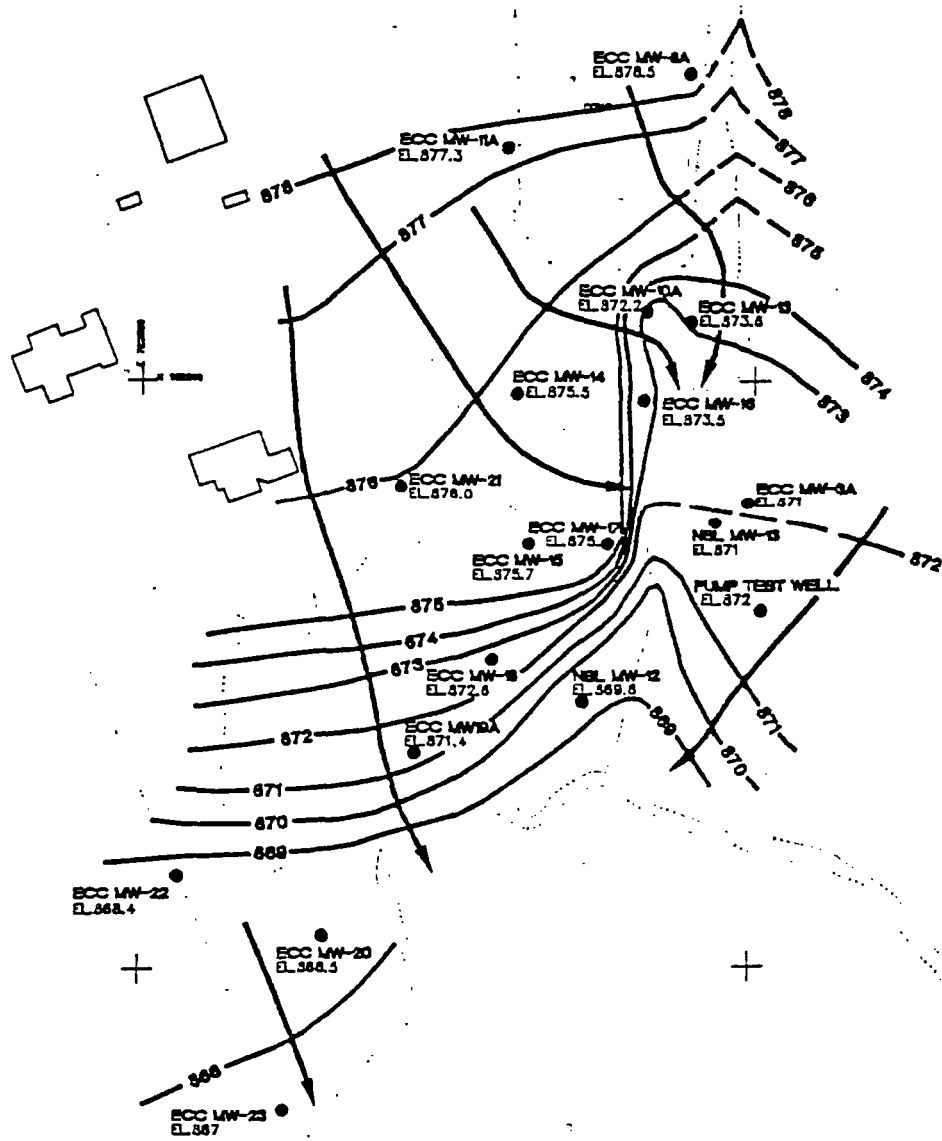 ECC MW-8A
EL.878.5
878
877
ECC MW-11A
EL.877.3
876
878
877
875
ECC MW-10A
EL.872.2
ECC MW-13
EL.873.8
874
ECC MW-14
EL.875.5
ECC MW-16
EL.873.5
873
876
ECC MW-21
EL.876.0
ECC MW-9A
EL.871
ECC MW-17
EL.875
NBL MW-13
EL.871
872
ECC MW-15
EL.875.7
PUMP TEST WELL
EL.872
875
874
873
ECC MW-18
EL.872.8
NBL MW-12
EL.869.8
869
871
872
ECC MW19A
EL.871.4
870
871
870
869
ECC MW-22
EL.868.4
ECC MW-20
EL.868.5
868
ECC MW-23
EL.867